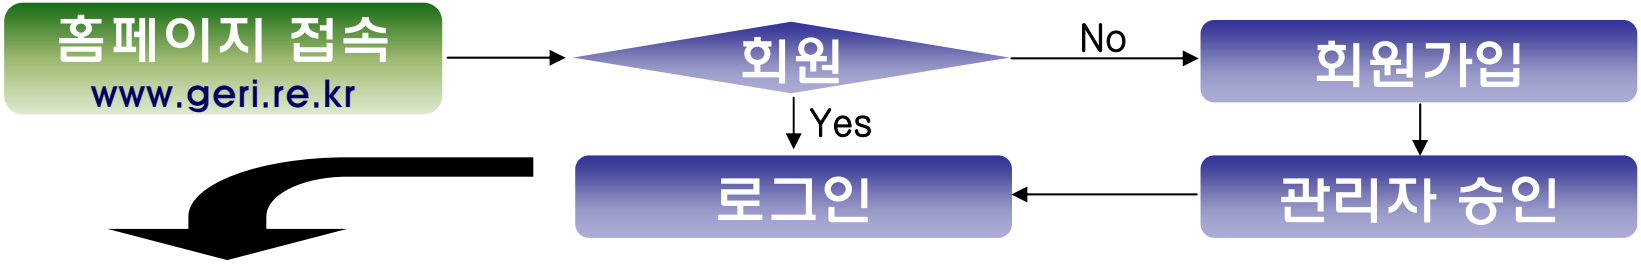 홈페이지 접속
www.geri.re.kr
회원
No
회원가입
Yes
로그인
관리자 승인